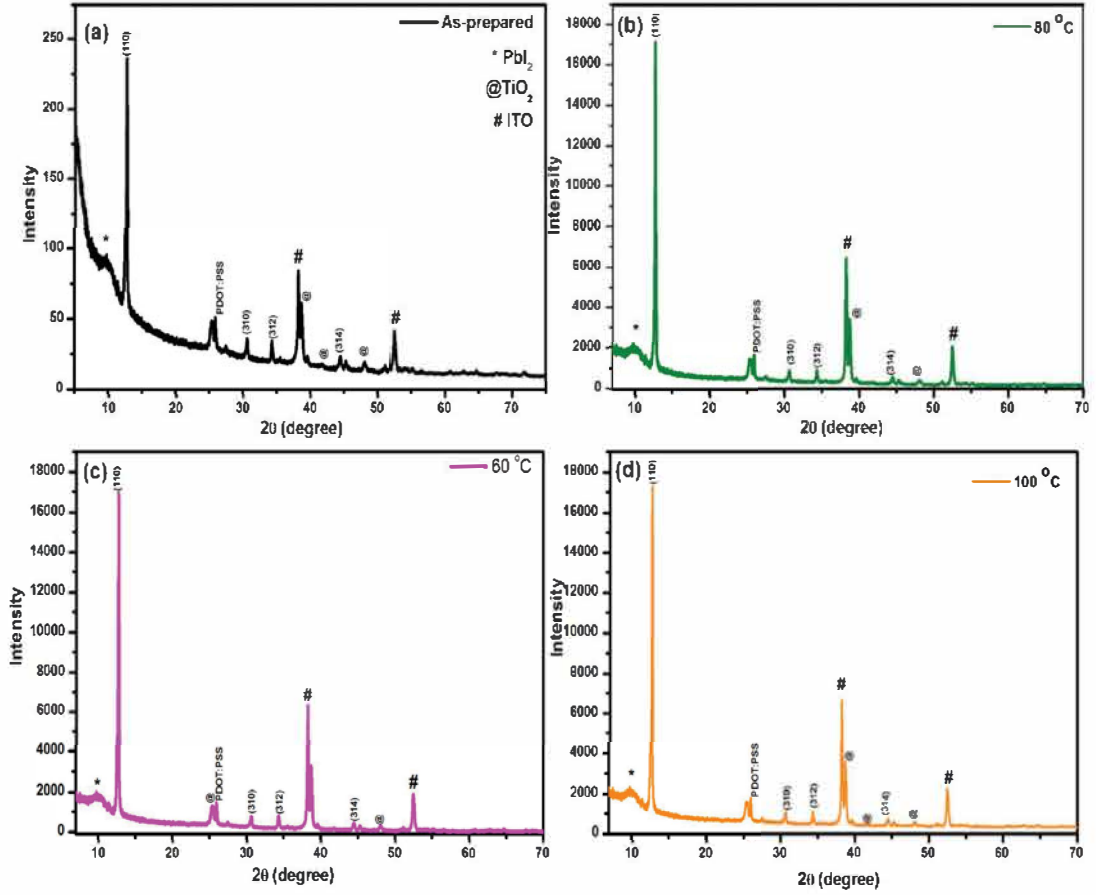 (a)
As-prepared
* PbI2
@TiO2
# ITO
(110)
*
PDOT:PSS
(310)
(312)
#
@
@
(314)
@
#
250
200
150
100
50
0
Intensity
10 20 30 40 50 60 70
2θ (degree)
(b)
80 °C
(110)
*
PDOT:PSS
(310)
(312)
#
@
(314)
@
#
18000
16000
14000
12000
10000
8000
6000
4000
2000
0
Intensity
10 20 30 40 50 60 70
2θ (degree)
(c)
60 °C
(110)
*
@
PDOT:PSS
(310)
(312)
#
(314)
@
#
18000
16000
14000
12000
10000
8000
6000
4000
2000
0
Intensity
10 20 30 40 50 60 70
2θ (degree)
(d)
100 °C
(110)
*
PDOT:PSS
(310)
(312)
#
@
@
(314)
@
#
18000
16000
14000
12000
10000
8000
6000
4000
2000
0
Intensity
10 20 30 40 50 60 70
2θ (degree)